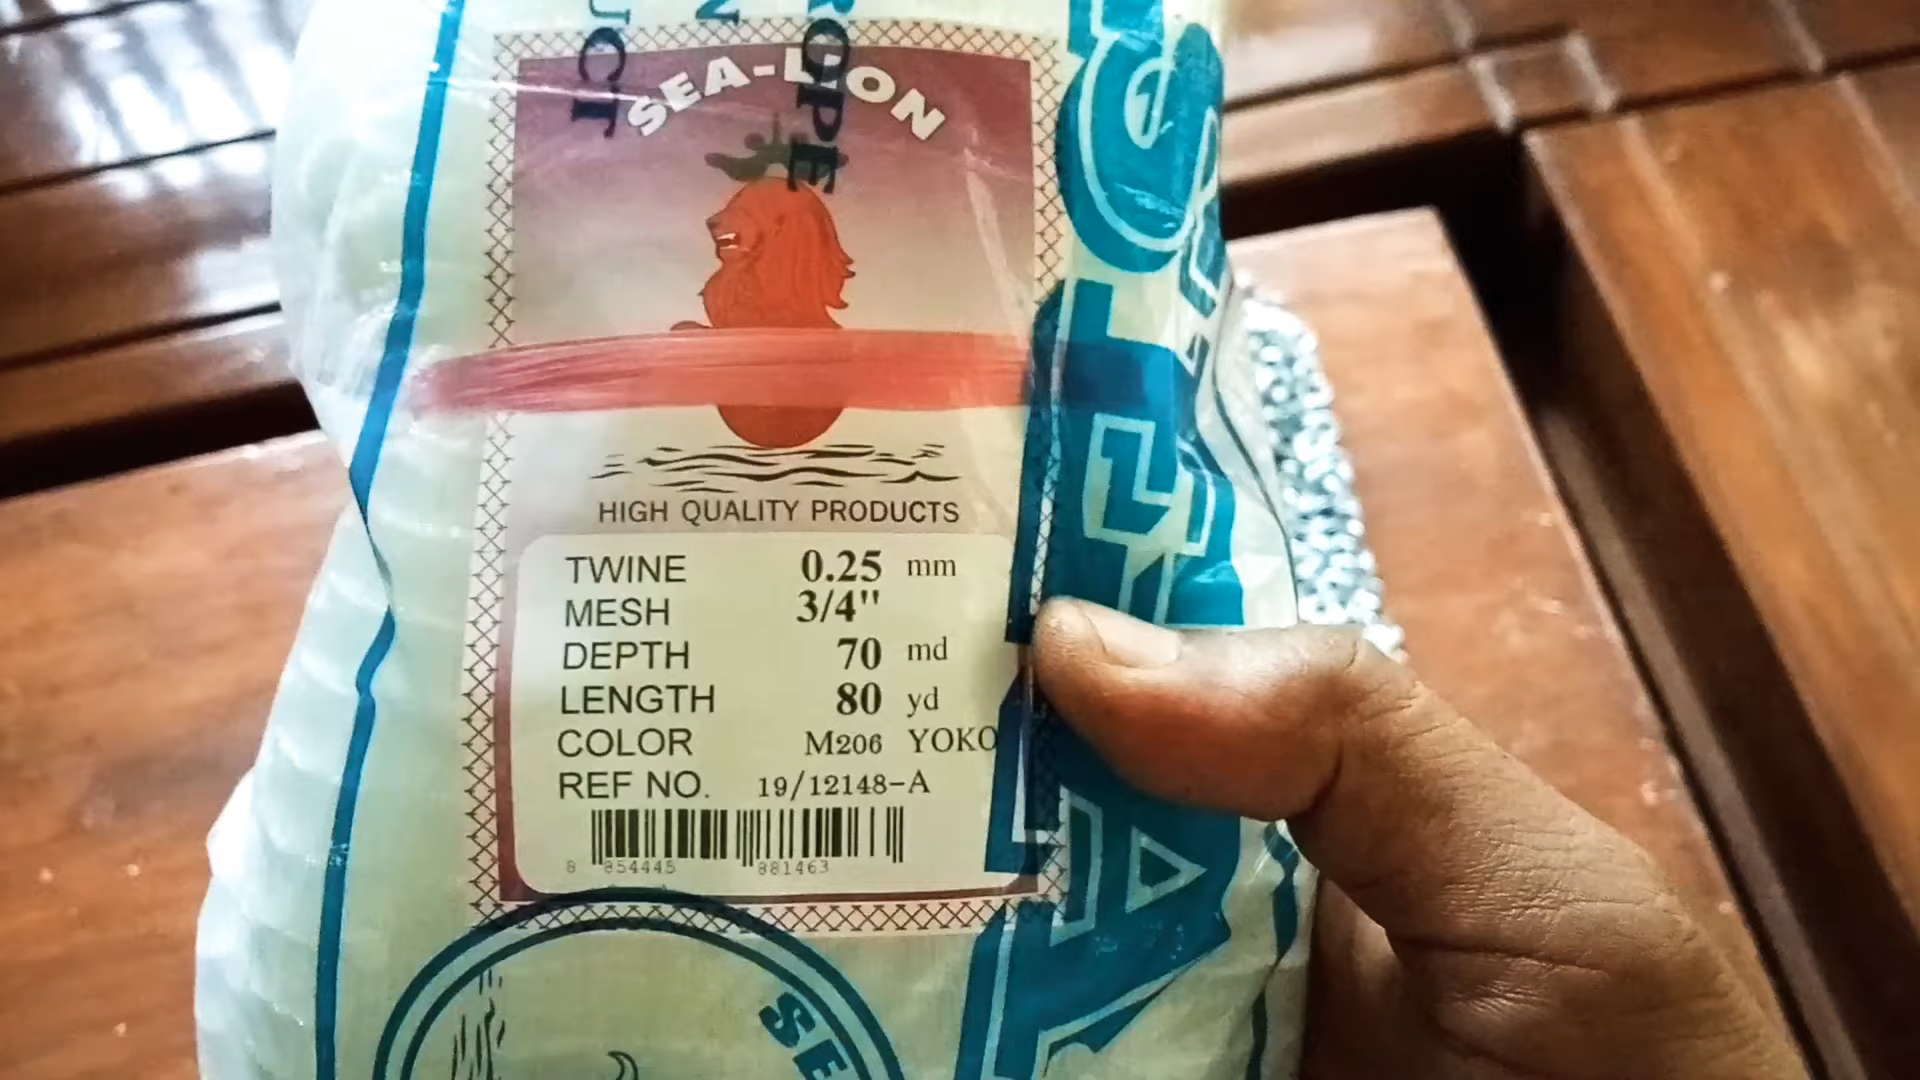 SEA-LION
HIGH QUALITY PRODUCTS
TWINE 0.25 mm
MESH 3/4"
DEPTH 70 md
LENGTH 80 yd
COLOR M206 YOKO
REF NO. 19/12148-A
8 854445 881463